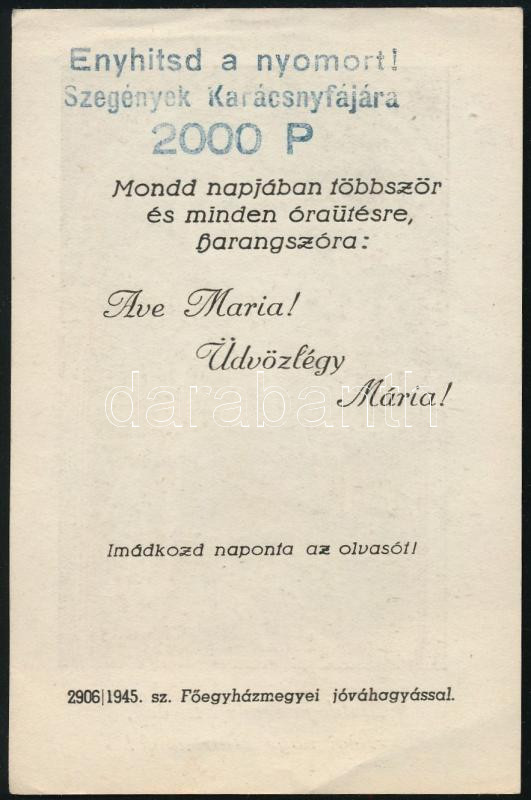 Enyhitsd a nyomort!
Szegények Karácsnyfájára
2000 P
Mondd napjában többször
és minden óraütésre,
harangszóra:
Ave Maria!
Üdvözlégy
Mária!
darabanth
Imádkozd naponta az olvasót!
2906|1945. sz. Főegyházmegyei jóváhagyással.